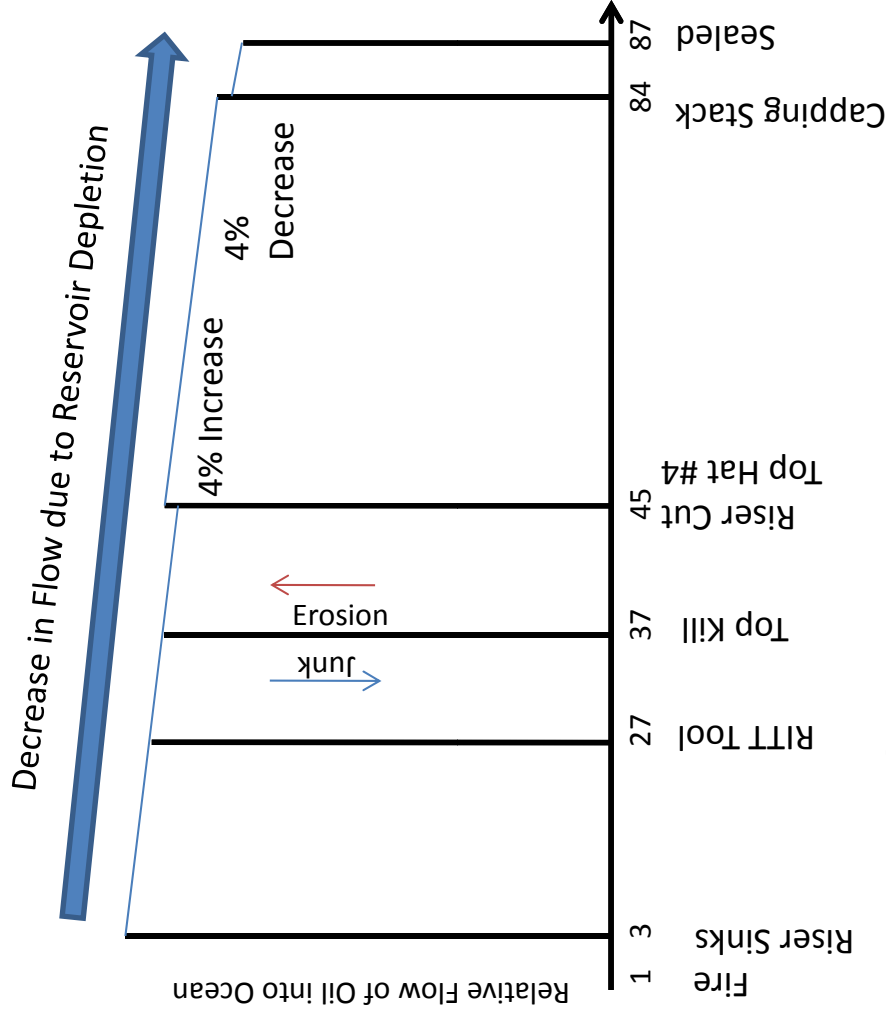 Decrease in Flow due to Reservoir Depletion
4% Increase
4%
Decrease
Erosion
Junk
Relative Flow of Oil into Ocean
1
3
27
37
45
84
87
Fire
Riser Sinks
RITT Tool
Top Kill
Riser Cut
Top Hat #4
Capping Stack
Sealed